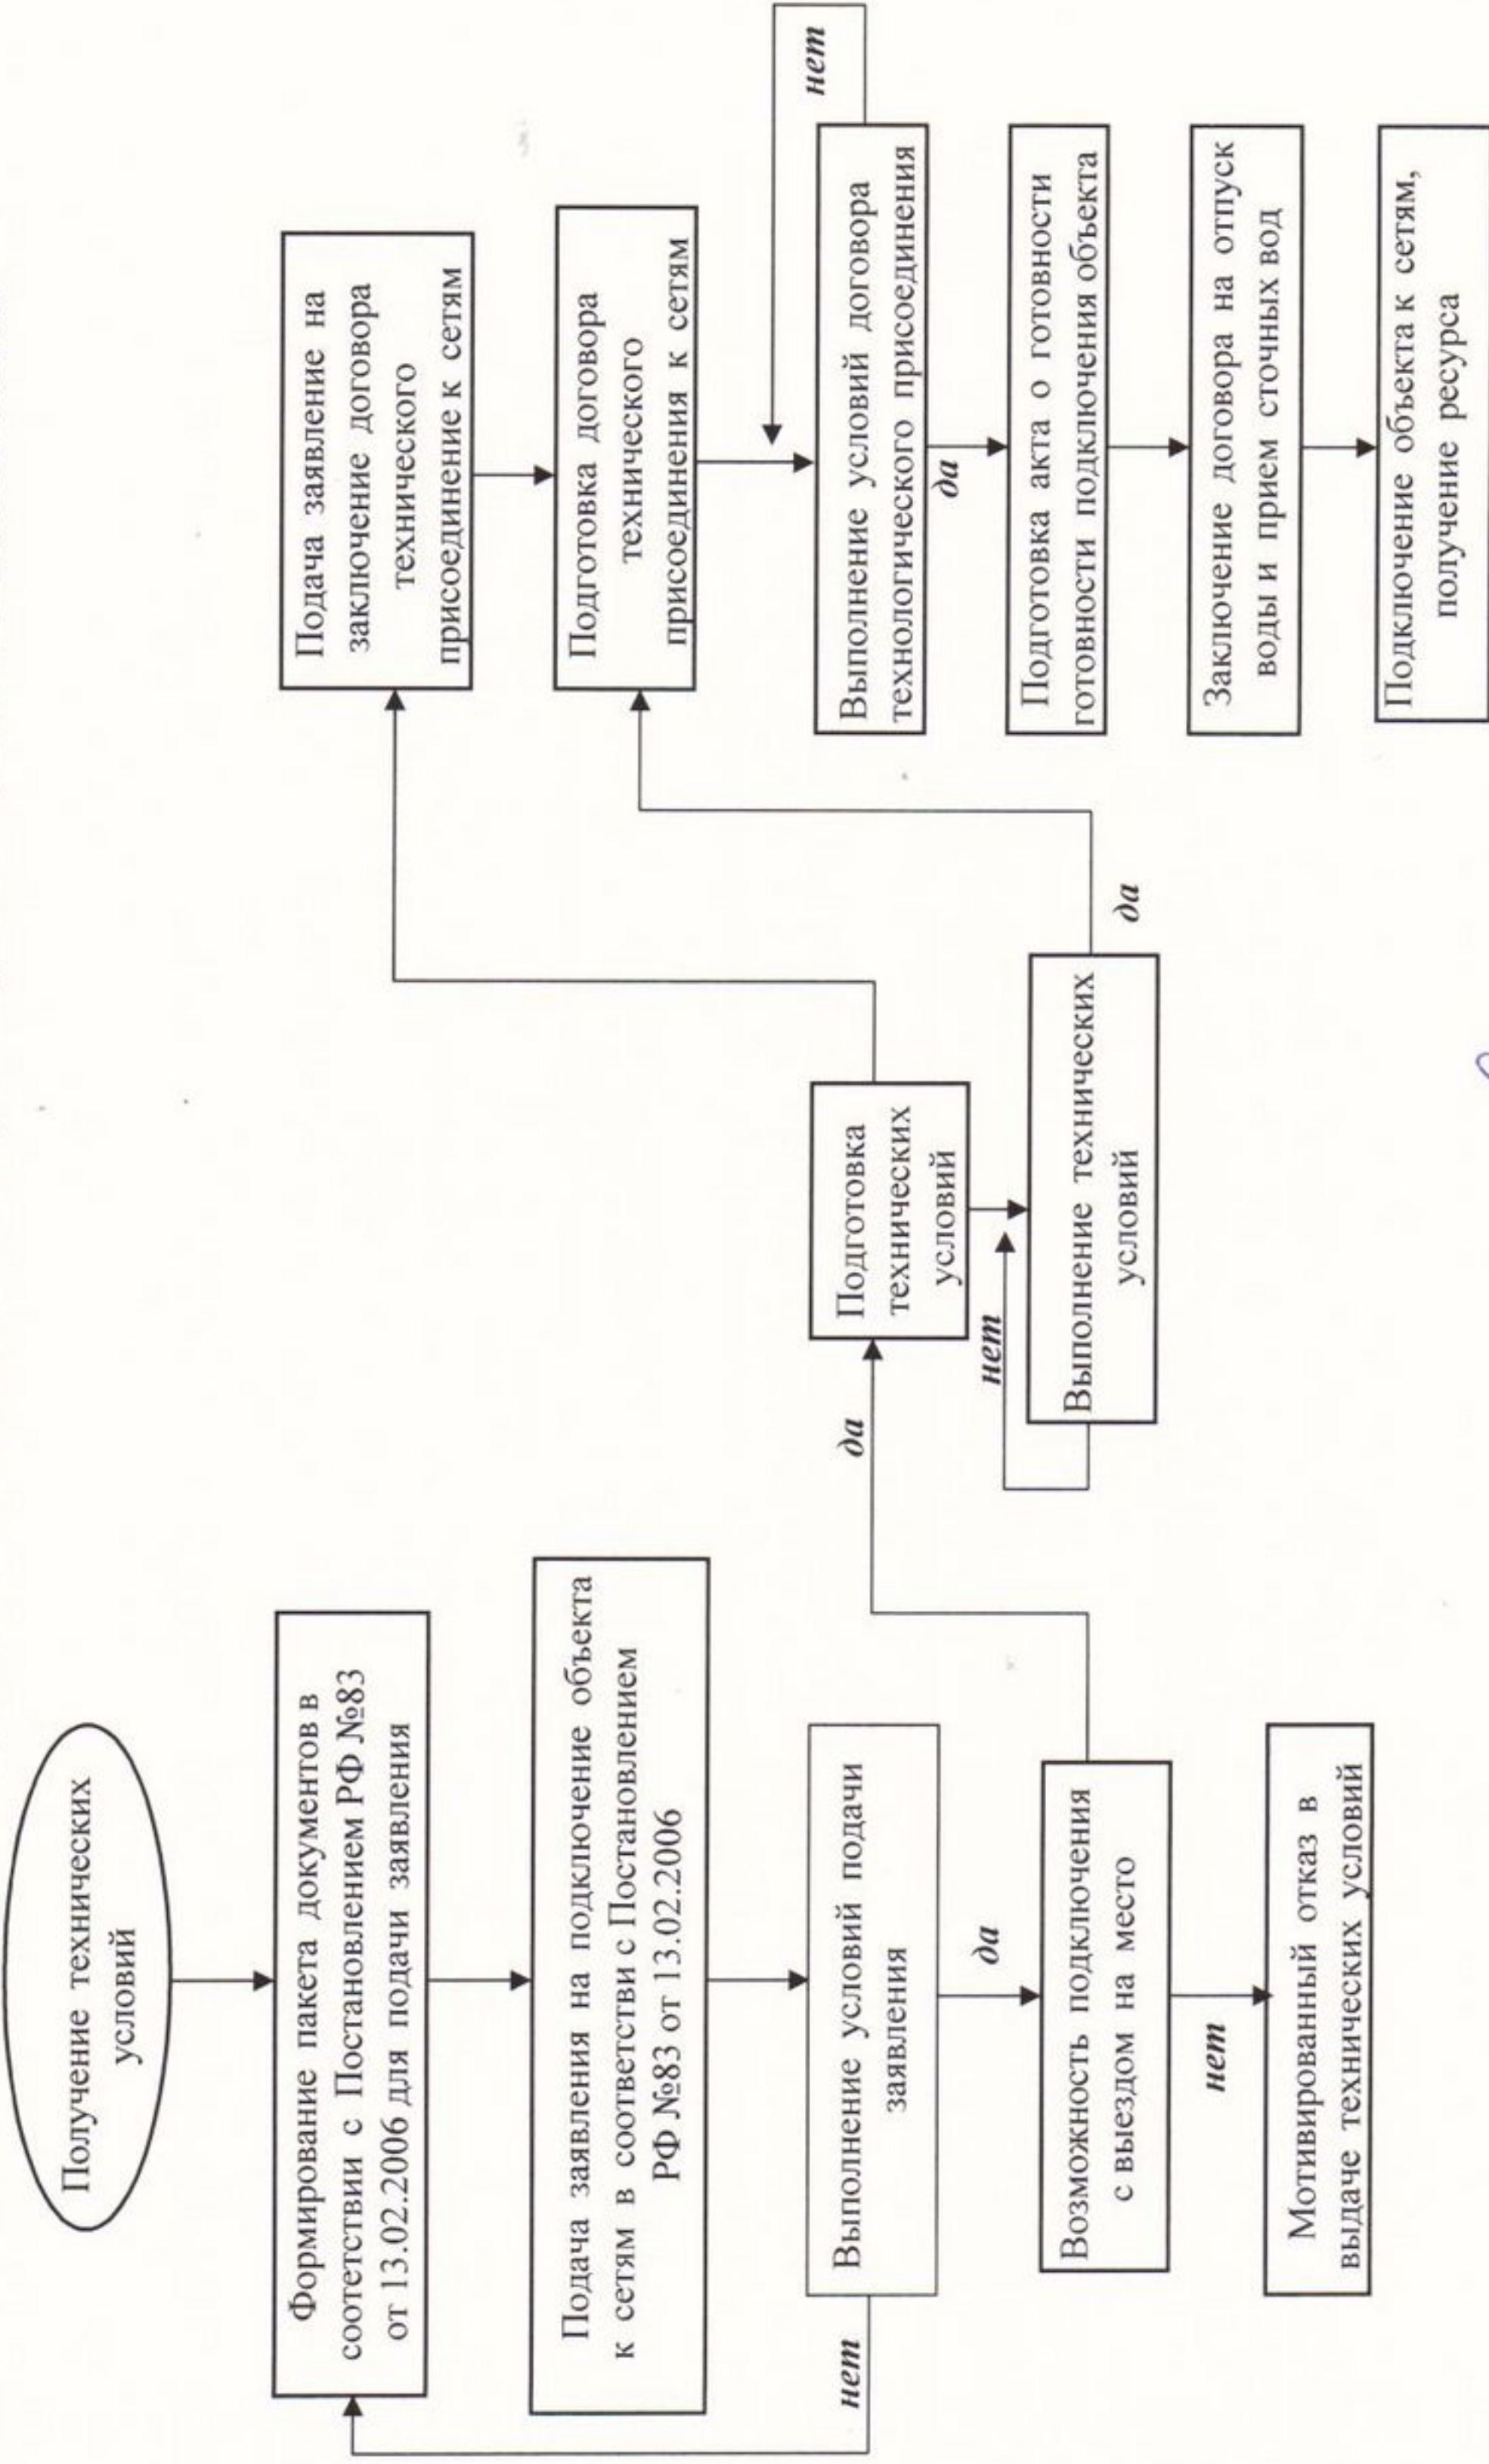 Получение технических
условий
Формирование пакета документов в
соотетствии с Постановлением РФ №83
от 13.02.2006 для подачи заявления
Подача заявления на подключение объекта
к сетям в соответствии с Постановлением
РФ №83 от 13.02.2006
Выполнение условий подачи
заявления
нет
да
Возможность подключения
с выездом на место
нет
Мотивированный отказ в
выдаче технических условий
да
Подготовка
технических
условий
нет
Выполнение технических
условий
да
Подача заявление на
заключение договора
технического
присоединение к сетям
Подготовка договора
технического
присоединения к сетям
нет
Выполнение условий договора
технологического присоединения
да
Подготовка акта о готовности
готовности подключения объекта
Заключение договора на отпуск
воды и прием сточных вод
Подключение объекта к сетям,
получение ресурса